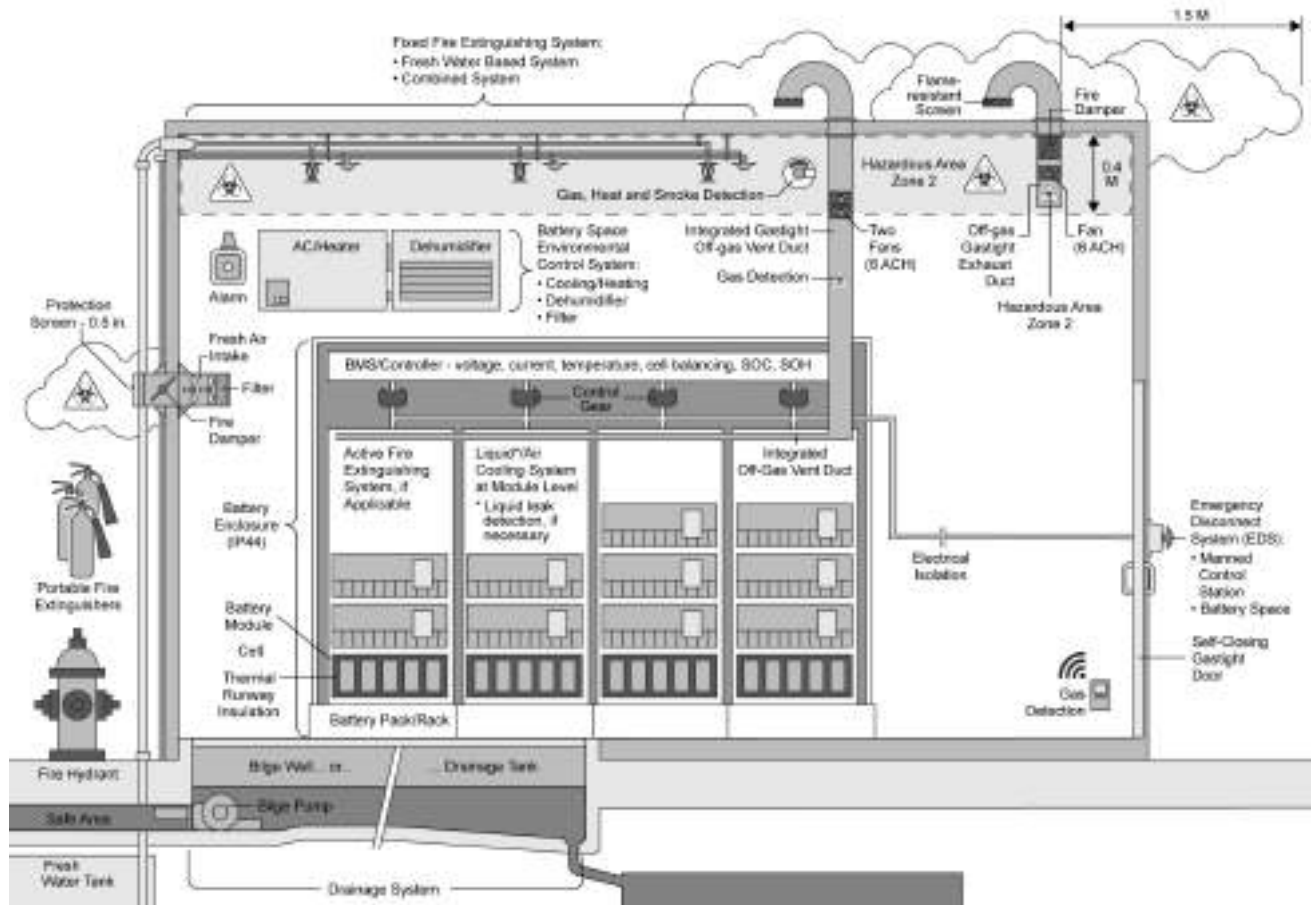 1.5 M
Fixed Fire Extinguishing System:
• Fresh Water Based System
• Combined System
Flame-
resistant
Screen
Fire
Damper
Gas, Heat and Smoke Detection
Hazardous Area
Zone 2
0.4
M
Alarm
AC/Heater
Dehumidifier
Battery Space
Environmental
Control System:
• Cooling/Heating
• Dehumidifier
• Filter
Integrated Gastight
Off-gas Vent Duct
Gas Detection
Two
Fans
(6 ACH)
Off-gas
Gastight
Exhaust
Duct
Fan
(6 ACH)
Hazardous Area
Zone 2
Protection
Screen - 0.5 in.
Fresh Air
Intake
Filter
Fire
Damper
BMS/Controller - voltage, current, temperature, cell balancing, SOC, SOH
Control
Gear
Active Fire
Extinguishing
System, if
Applicable
Liquid*/Air
Cooling System
at Module Level
* Liquid leak
detection, if
necessary
Integrated
Off-Gas Vent Duct
Battery
Enclosure
(IP44)
Portable Fire
Extinguishers
Electrical
Isolation
Emergency
Disconnect
System (EDS):
• Manned
Control
Station
• Battery Space
Battery
Module
Cell
Thermal
Runway
Insulation
Self-Closing
Gastight
Door
Gas
Detection
Battery Pack/Rack
Fire Hydrant
Bilge Well... or...
... Drainage Tank
Bilge Pump
Safe Area
Fresh
Water Tank
Drainage System